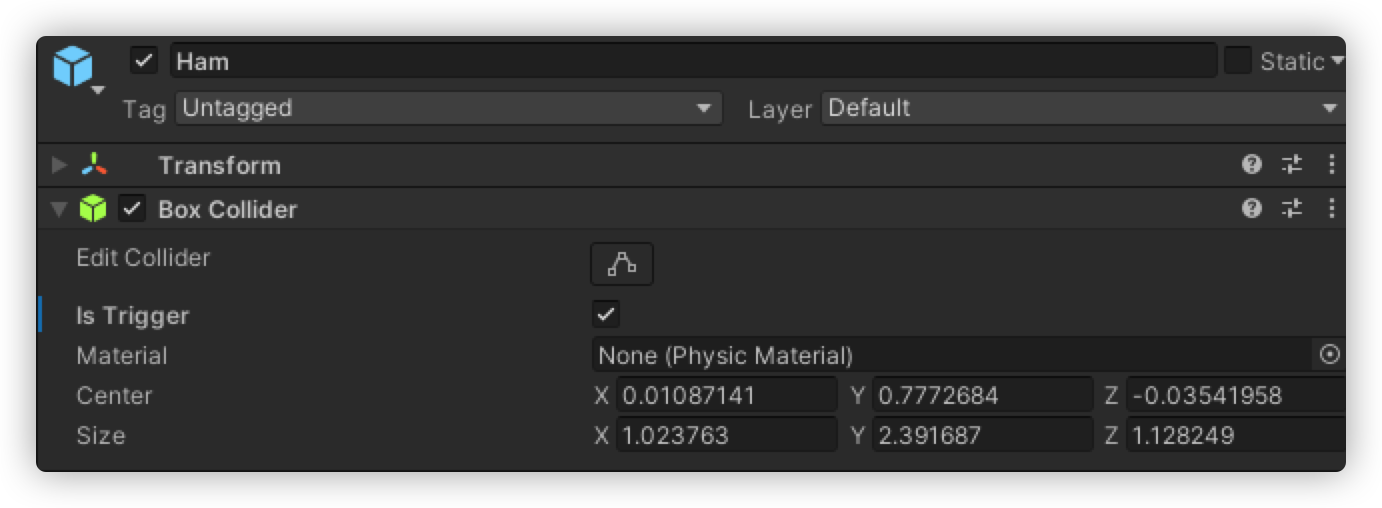 Ham Static
Tag Untagged Layer Default
Transform
Box Collider
Edit Collider
Is Trigger
Material None (Physic Material)
Center X 0.01087141 Y 0.7772684 Z -0.03541958
Size X 1.023763 Y 2.391687 Z 1.128249